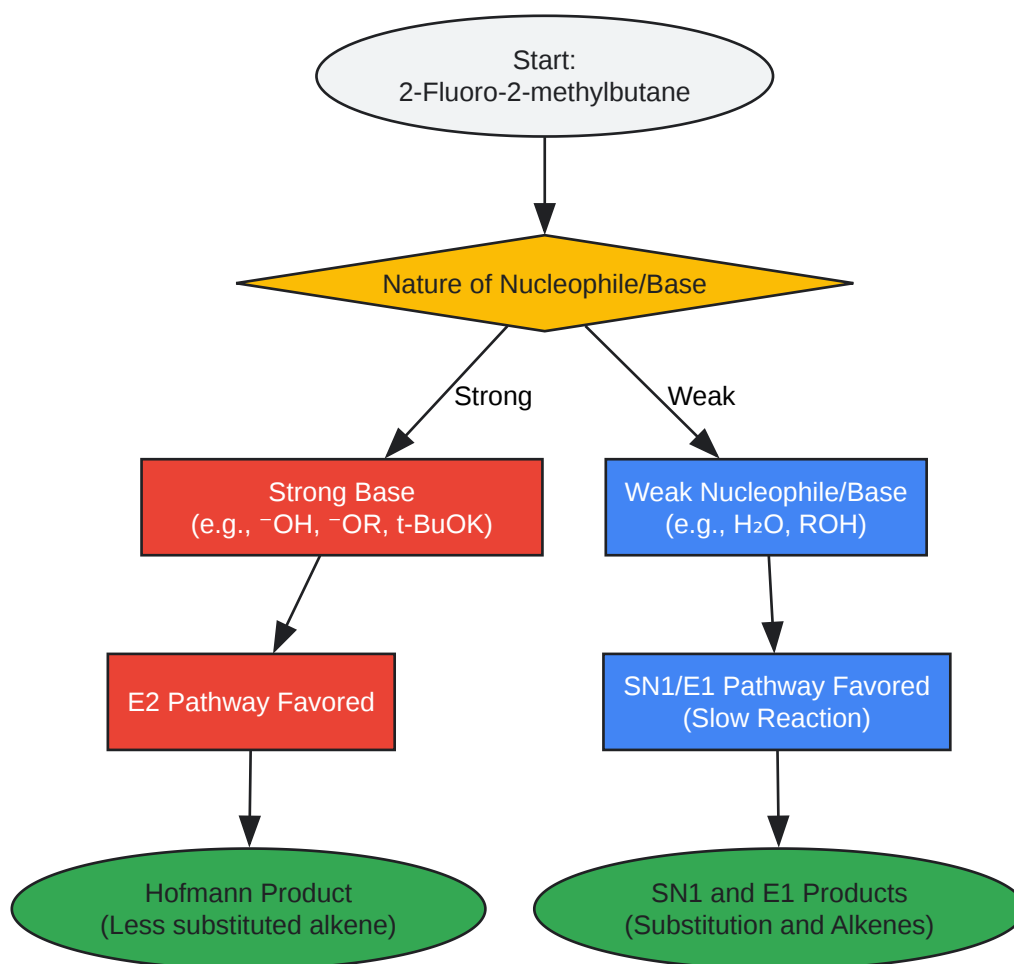 Start:
2-Fluoro-2-methylbutane
Nature of Nucleophile/Base
Strong
Weak
Strong Base
(e.g., ⁻OH, ⁻OR, t-BuOK)
Weak Nucleophile/Base
(e.g., H₂O, ROH)
E2 Pathway Favored
SN1/E1 Pathway Favored
(Slow Reaction)
Hofmann Product
(Less substituted alkene)
SN1 and E1 Products
(Substitution and Alkenes)